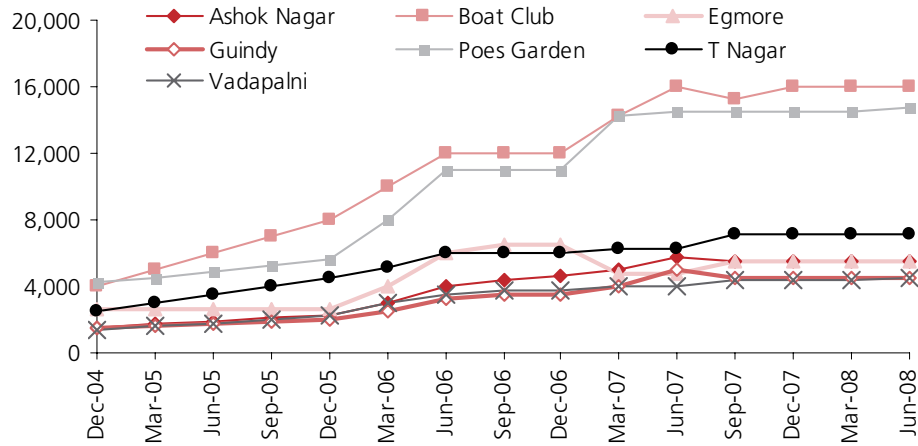 20,000
16,000
12,000
8,000
4,000
0
Ashok Nagar
Boat Club
Egmore
Guindy
Poes Garden
T Nagar
Vadapalni
Dec-04
Mar-05
Jun-05
Sep-05
Dec-05
Mar-06
Jun-06
Sep-06
Dec-06
Mar-07
Jun-07
Sep-07
Dec-07
Mar-08
Jun-08